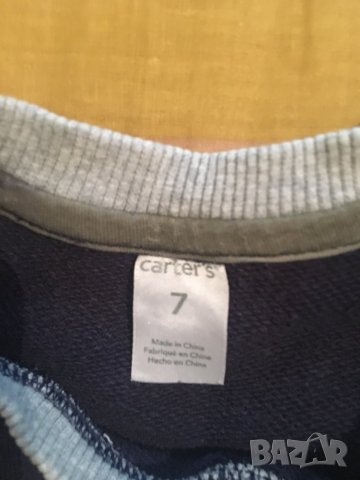 carter's
7
Made in China
Fabriqué en Chine
Hecho en China
BAZAR